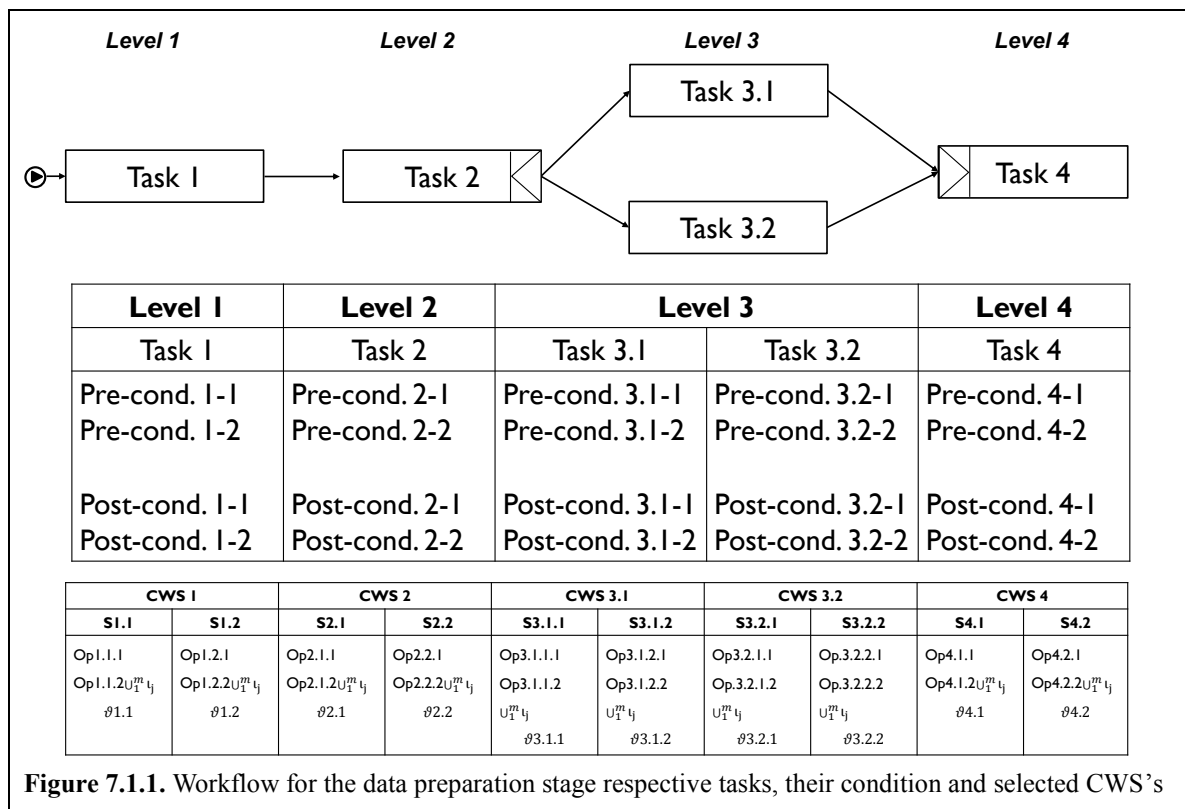 Level 1 Level 2 Level 3 Level 4
Task 3.1
Task 1 Task 2 Task 4
Task 3.2
Level 1 Level 2 Level 3 Level 4
Task 1 Task 2 Task 3.1 Task 3.2 Task 4
Pre-cond. 1-1 Pre-cond. 2-1 Pre-cond. 3.1-1 Pre-cond. 3.2-1 Pre-cond. 4-1
Pre-cond. 1-2 Pre-cond. 2-2 Pre-cond. 3.1-2 Pre-cond. 3.2-2 Pre-cond. 4-2
Post-cond. 1-1 Post-cond. 2-1 Post-cond. 3.1-1 Post-cond. 3.2-1 Post-cond. 4-1
Post-cond. 1-2 Post-cond. 2-2 Post-cond. 3.1-2 Post-cond. 3.2-2 Post-cond. 4-2
CWS 1 CWS 2 CWS 3.1 CWS 3.2 CWS 4
S1.1 S1.2 S2.1 S2.2 S3.1.1 S3.1.2 S3.2.1 S3.2.2 S4.1 S4.2
Op1.1.1 Op1.2.1 Op2.1.1 Op2.2.1 Op3.1.1.1 Op3.1.2.1 Op3.2.1.1 Op.3.2.2.1 Op4.1.1 Op4.2.1
Op1.1.2∪₁ᵐ ιⱼ Op1.2.2∪₁ᵐ ιⱼ Op2.1.2∪₁ᵐ ιⱼ Op2.2.2∪₁ᵐ ιⱼ Op3.1.1.2 Op3.1.2.2 Op.3.2.1.2 Op.3.2.2.2 Op4.1.2∪₁ᵐ ιⱼ Op4.2.2∪₁ᵐ ιⱼ
ϑ1.1 ϑ1.2 ϑ2.1 ϑ2.2 ∪₁ᵐ ιⱼ ∪₁ᵐ ιⱼ ∪₁ᵐ ιⱼ ∪₁ᵐ ιⱼ ϑ4.1 ϑ4.2
ϑ3.1.1 ϑ3.1.2 ϑ3.2.1 ϑ3.2.2
Figure 7.1.1. Workflow for the data preparation stage respective tasks, their condition and selected CWS’s